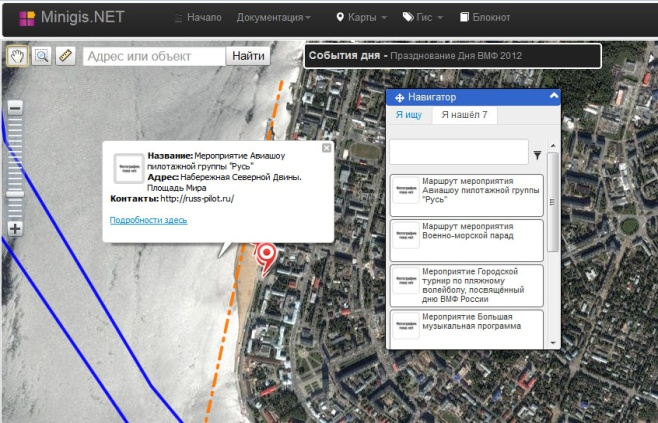 Minigis.NET
Начало
Документация
Карты
Гис
Блокнот
Адрес или объект
Найти
События дня - Празднование Дня ВМФ 2012
Навигатор
Я ищу
Я нашёл 7
Название: Мероприятие Авиашоу
пилотажной группы "Русь"
Адрес: Набережная Северной Двины.
Площадь Мира
Контакты: http://russ-pilot.ru/
Подробности здесь
Маршрут мероприятия
Авиашоу пилотажной группы
"Русь"
Маршрут мероприятия
Военно-морской парад
Мероприятие Городской
турнир по пляжному
волейболу, посвящённый
дню ВМФ России
Мероприятие Большая
музыкальная программа